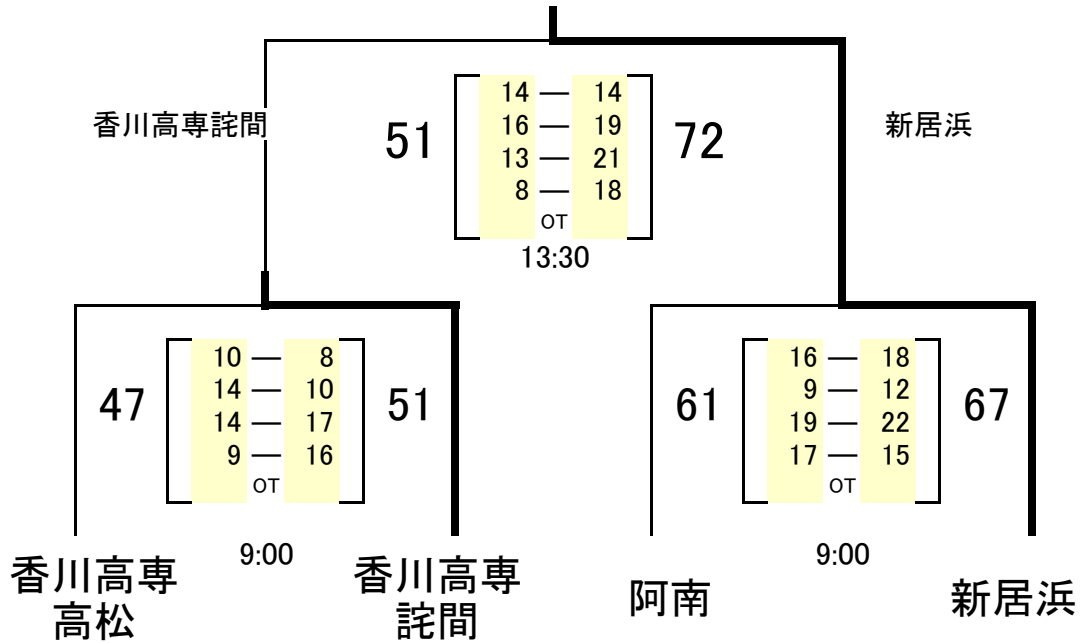 香川高専詫間
新居浜
51
14 — 14
16 — 19
13 — 21
8 — 18
OT
72
13:30
47
10 — 8
14 — 10
14 — 17
9 — 16
OT
51
61
16 — 18
9 — 12
19 — 22
17 — 15
OT
67
9:00
9:00
香川高専
高松
香川高専
詫間
阿南
新居浜